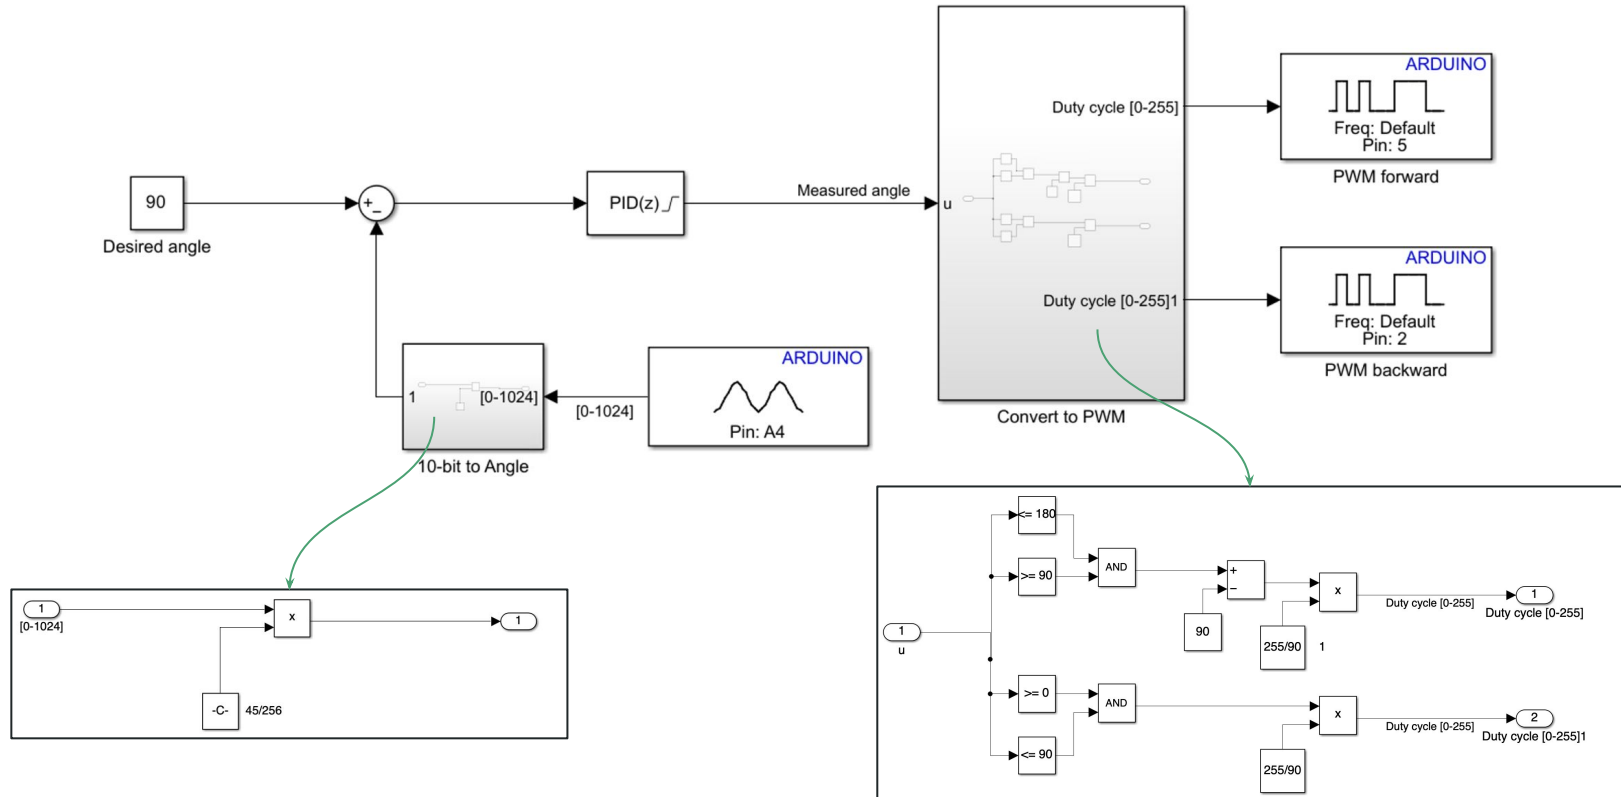 ARDUINO
Duty cycle [0-255]
Freq: Default
Pin: 5
PWM forward
90
+
−
PID(z)
Measured angle
u
Desired angle
ARDUINO
Duty cycle [0-255]1
Freq: Default
Pin: 2
PWM backward
1
[0-1024]
[0-1024]
ARDUINO
Pin: A4
10-bit to Angle
Convert to PWM
1
[0-1024]
x
1
-C-
45/256
<= 180
>= 90
AND
+
−
90
x
255/90
1
Duty cycle [0-255]
1
Duty cycle [0-255]
1
u
>= 0
<= 90
AND
x
255/90
Duty cycle [0-255]
2
Duty cycle [0-255]1